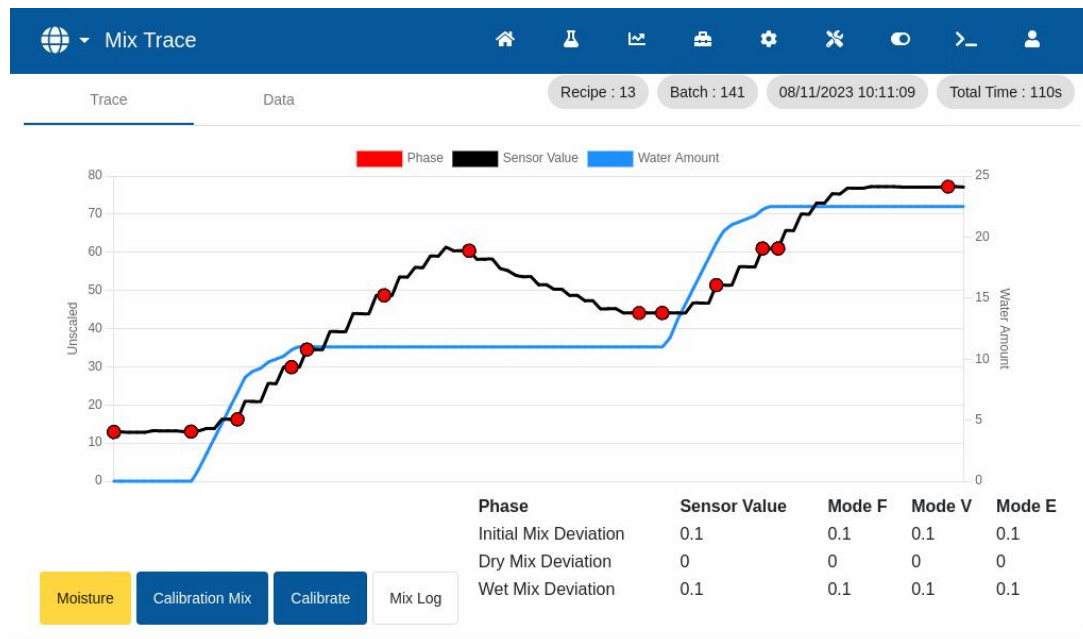 Mix Trace
Trace
Data
Recipe : 13
Batch : 141
08/11/2023 10:11:09
Total Time : 110s
Phase
Sensor Value
Water Amount
80
70
60
50
40
30
20
10
0
Unscaled
25
20
15
10
5
0
Water Amount
Phase Sensor Value Mode F Mode V Mode E
Initial Mix Deviation 0.1 0.1 0.1 0.1
Dry Mix Deviation 0 0 0 0
Wet Mix Deviation 0.1 0.1 0.1 0.1
Moisture
Calibration Mix
Calibrate
Mix Log